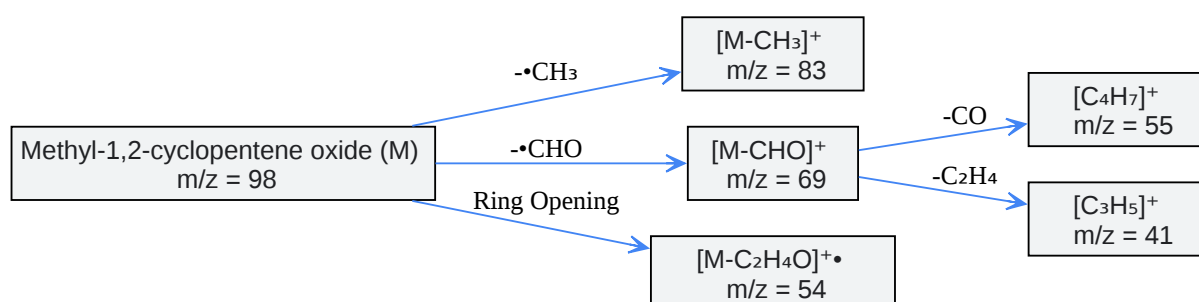 [M-CH₃]⁺
m/z = 83
-•CH₃
[C₄H₇]⁺
m/z = 55
-CO
Methyl-1,2-cyclopentene oxide (M)
m/z = 98
-•CHO
[M-CHO]⁺
m/z = 69
-C₂H₄
Ring Opening
[C₃H₅]⁺
m/z = 41
[M-C₂H₄O]⁺•
m/z = 54